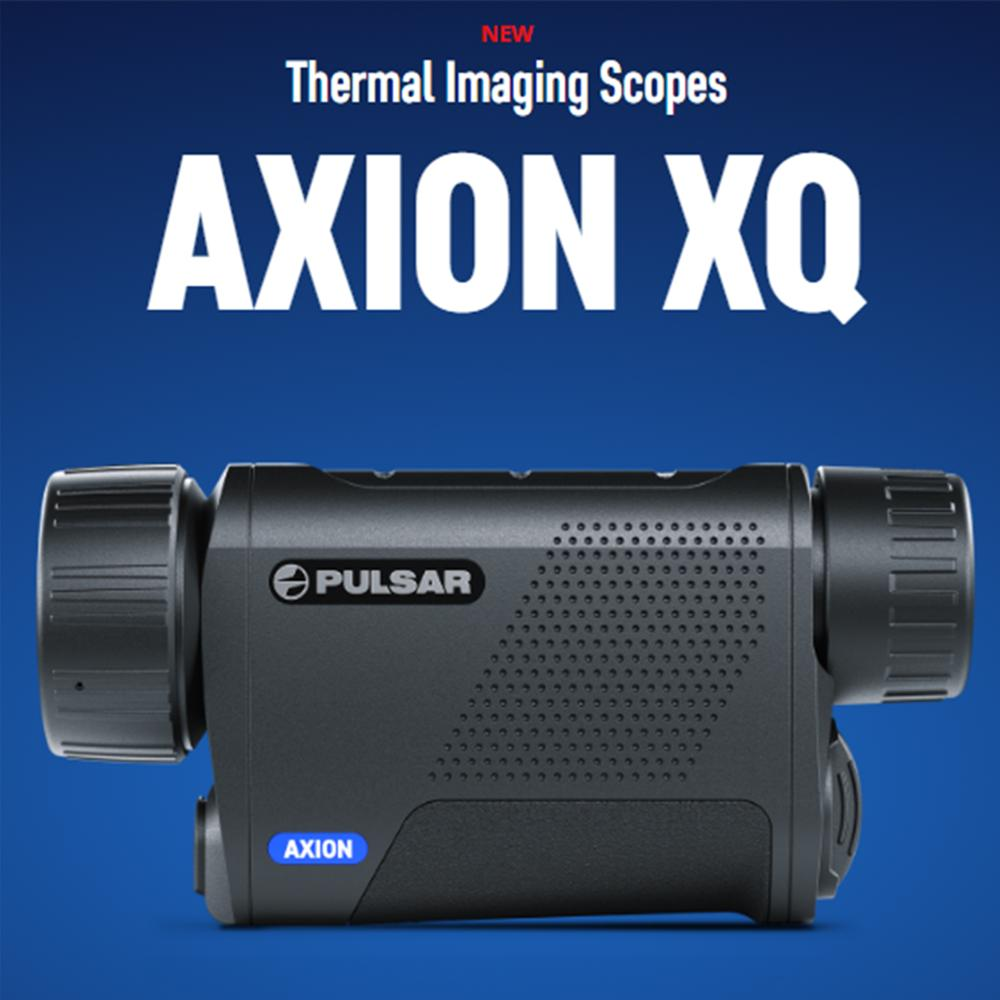 NEW
Thermal Imaging Scopes
AXION XQ
PULSAR
AXION